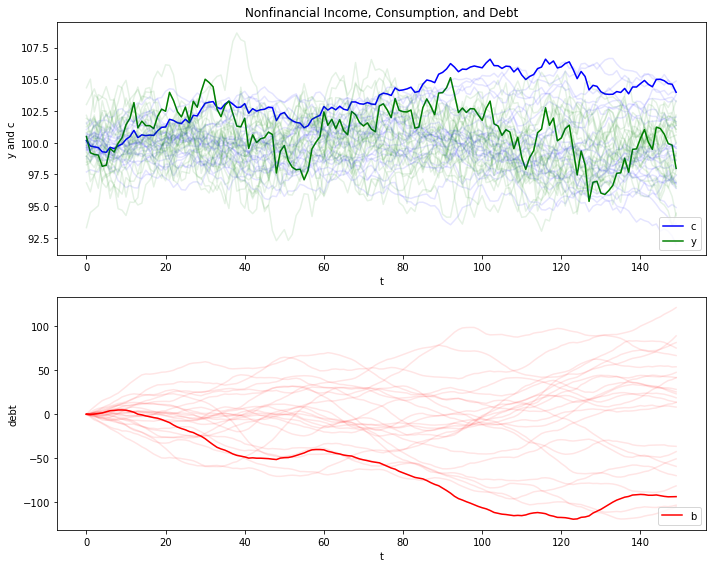 Nonfinancial Income, Consumption, and Debt
107.5
105.0
102.5
100.0
97.5
95.0
92.5
y and c
c
y
0 20 40 60 80 100 120 140
t
100
50
0
−50
−100
debt
b
0 20 40 60 80 100 120 140
t